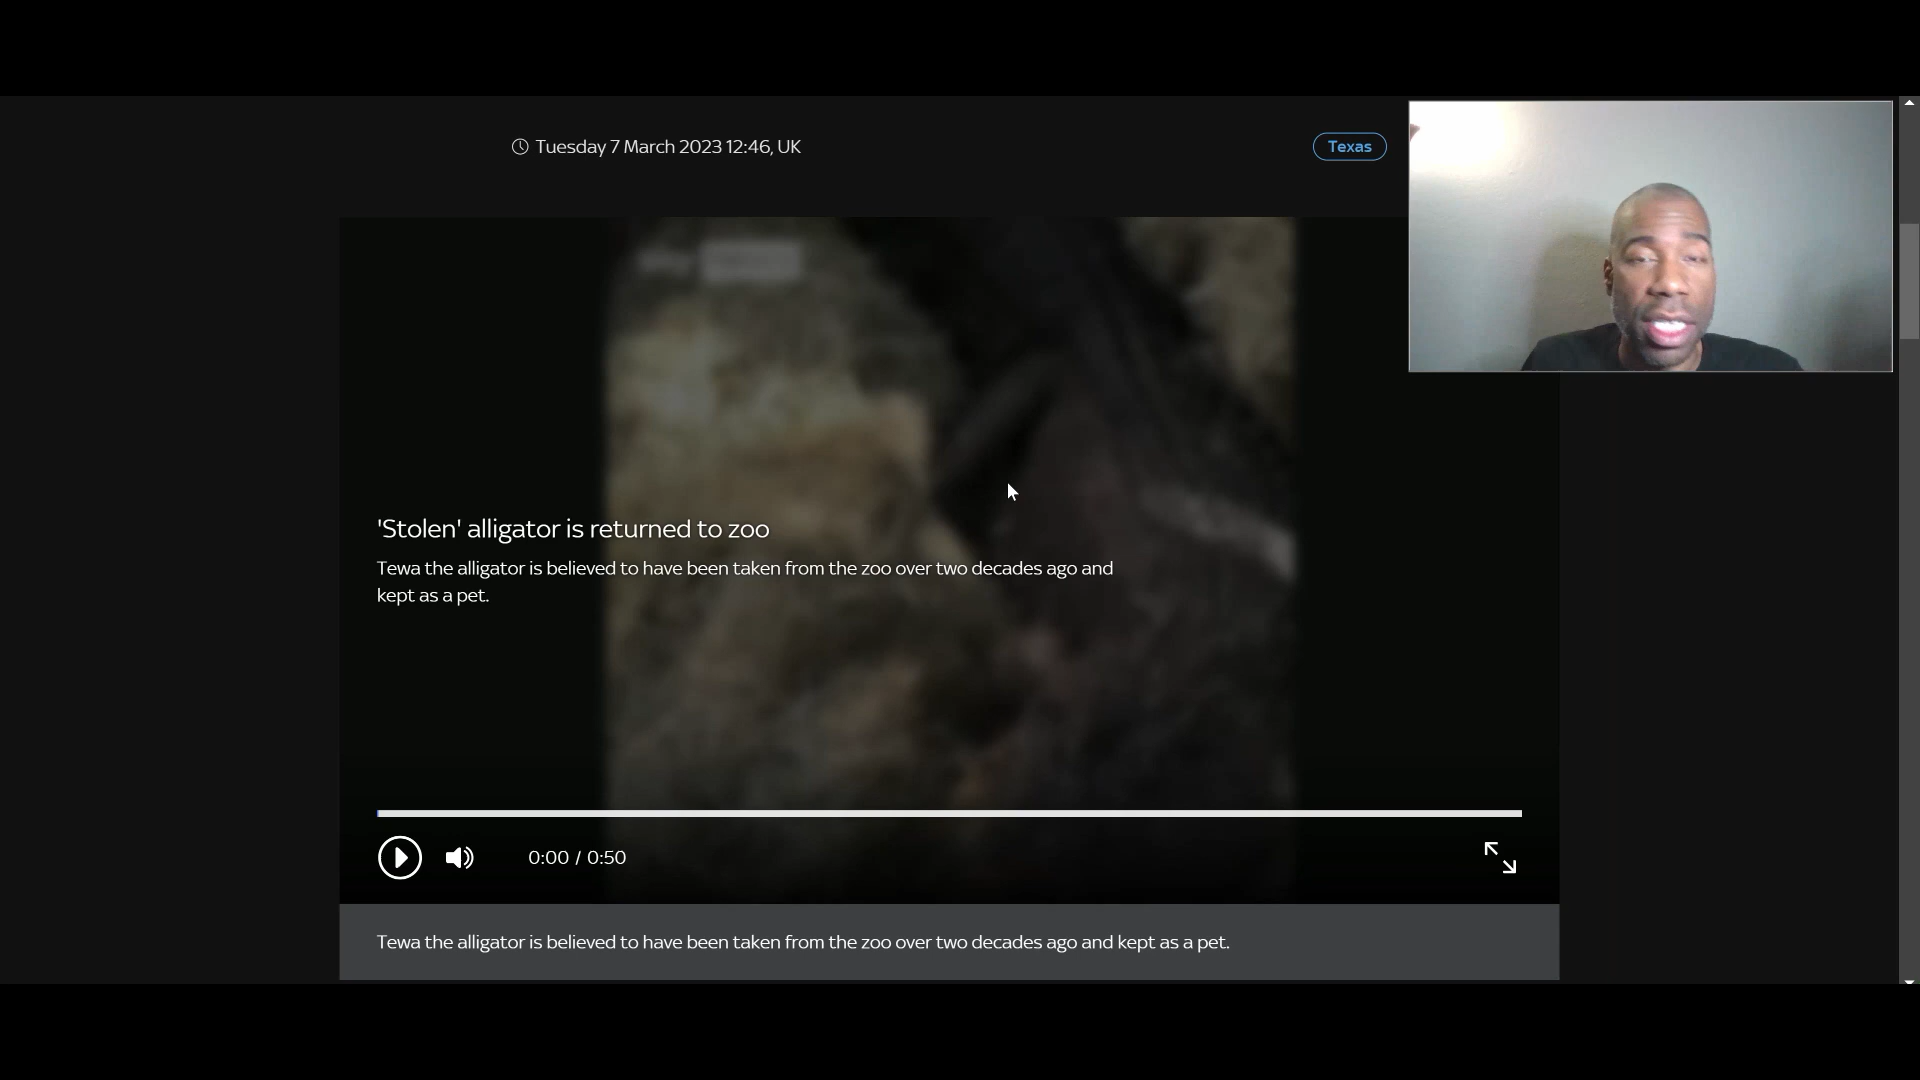 Tuesday 7 March 2023 12:46, UK
Texas
'Stolen' alligator is returned to zoo
Tewa the alligator is believed to have been taken from the zoo over two decades ago and
kept as a pet.
0:00 / 0:50
Tewa the alligator is believed to have been taken from the zoo over two decades ago and kept as a pet.